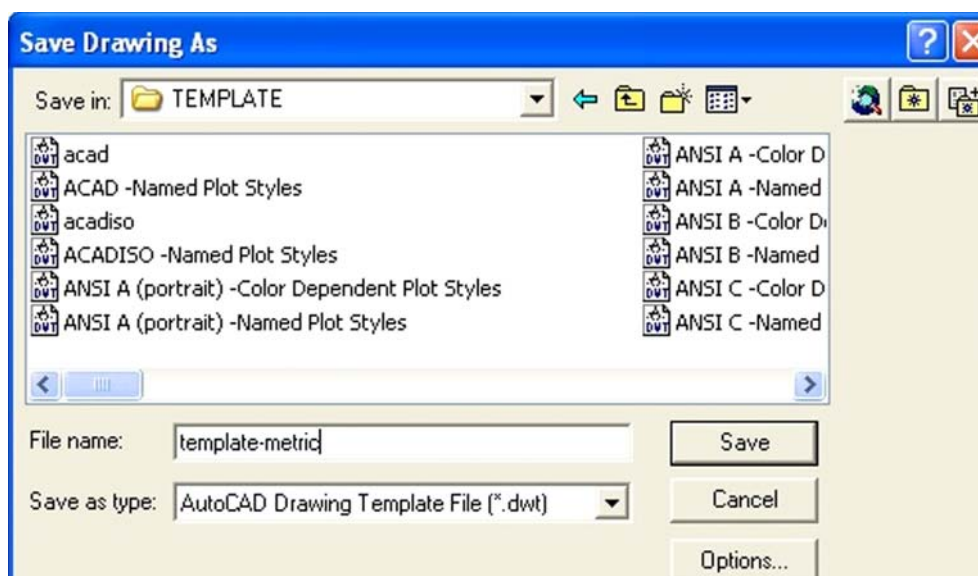 Save Drawing As
Save in: TEMPLATE
acad
ACAD -Named Plot Styles
acadiso
ACADISO -Named Plot Styles
ANSI A (portrait) -Color Dependent Plot Styles
ANSI A (portrait) -Named Plot Styles
ANSI A -Color D
ANSI A -Named
ANSI B -Color D
ANSI B -Named
ANSI C -Color D
ANSI C -Named
File name: template-metric
Save
Save as type: AutoCAD Drawing Template File (*.dwt)
Cancel
Options...